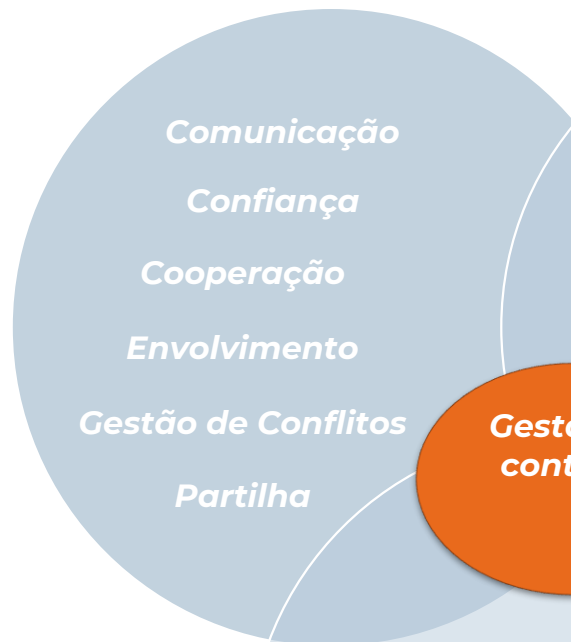 Comunicação
Confiança
Cooperação
Envolvimento
Gestão de Conflitos
Partilha